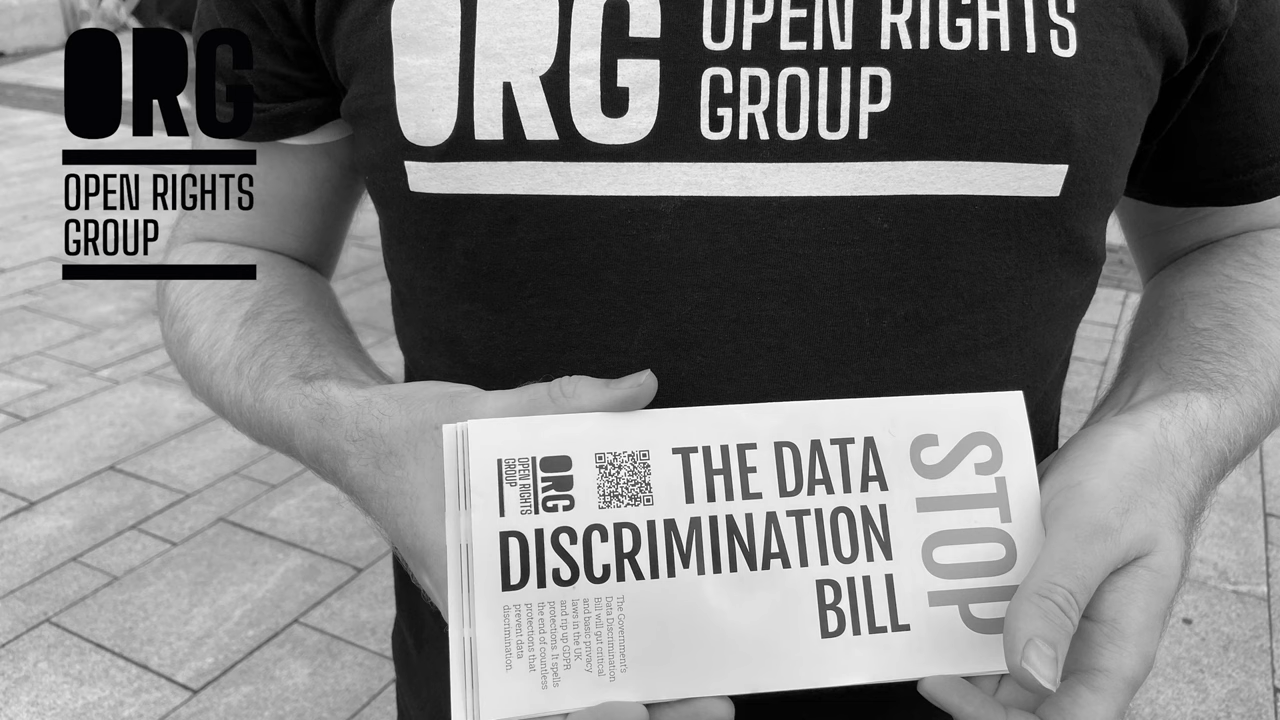 ORG
OPEN RIGHTS
GROUP
ORG
OPEN RIGHTS
GROUP
ORG
OPEN RIGHTS
GROUP
THE DATA
DISCRIMINATION
BILL
STOP
The Government's
Data Discrimination
Bill will gut critical
and basic privacy
laws in the UK
and rip up GDPR
protections. It spells
the end of countless
protections that
prevent data
discrimination.